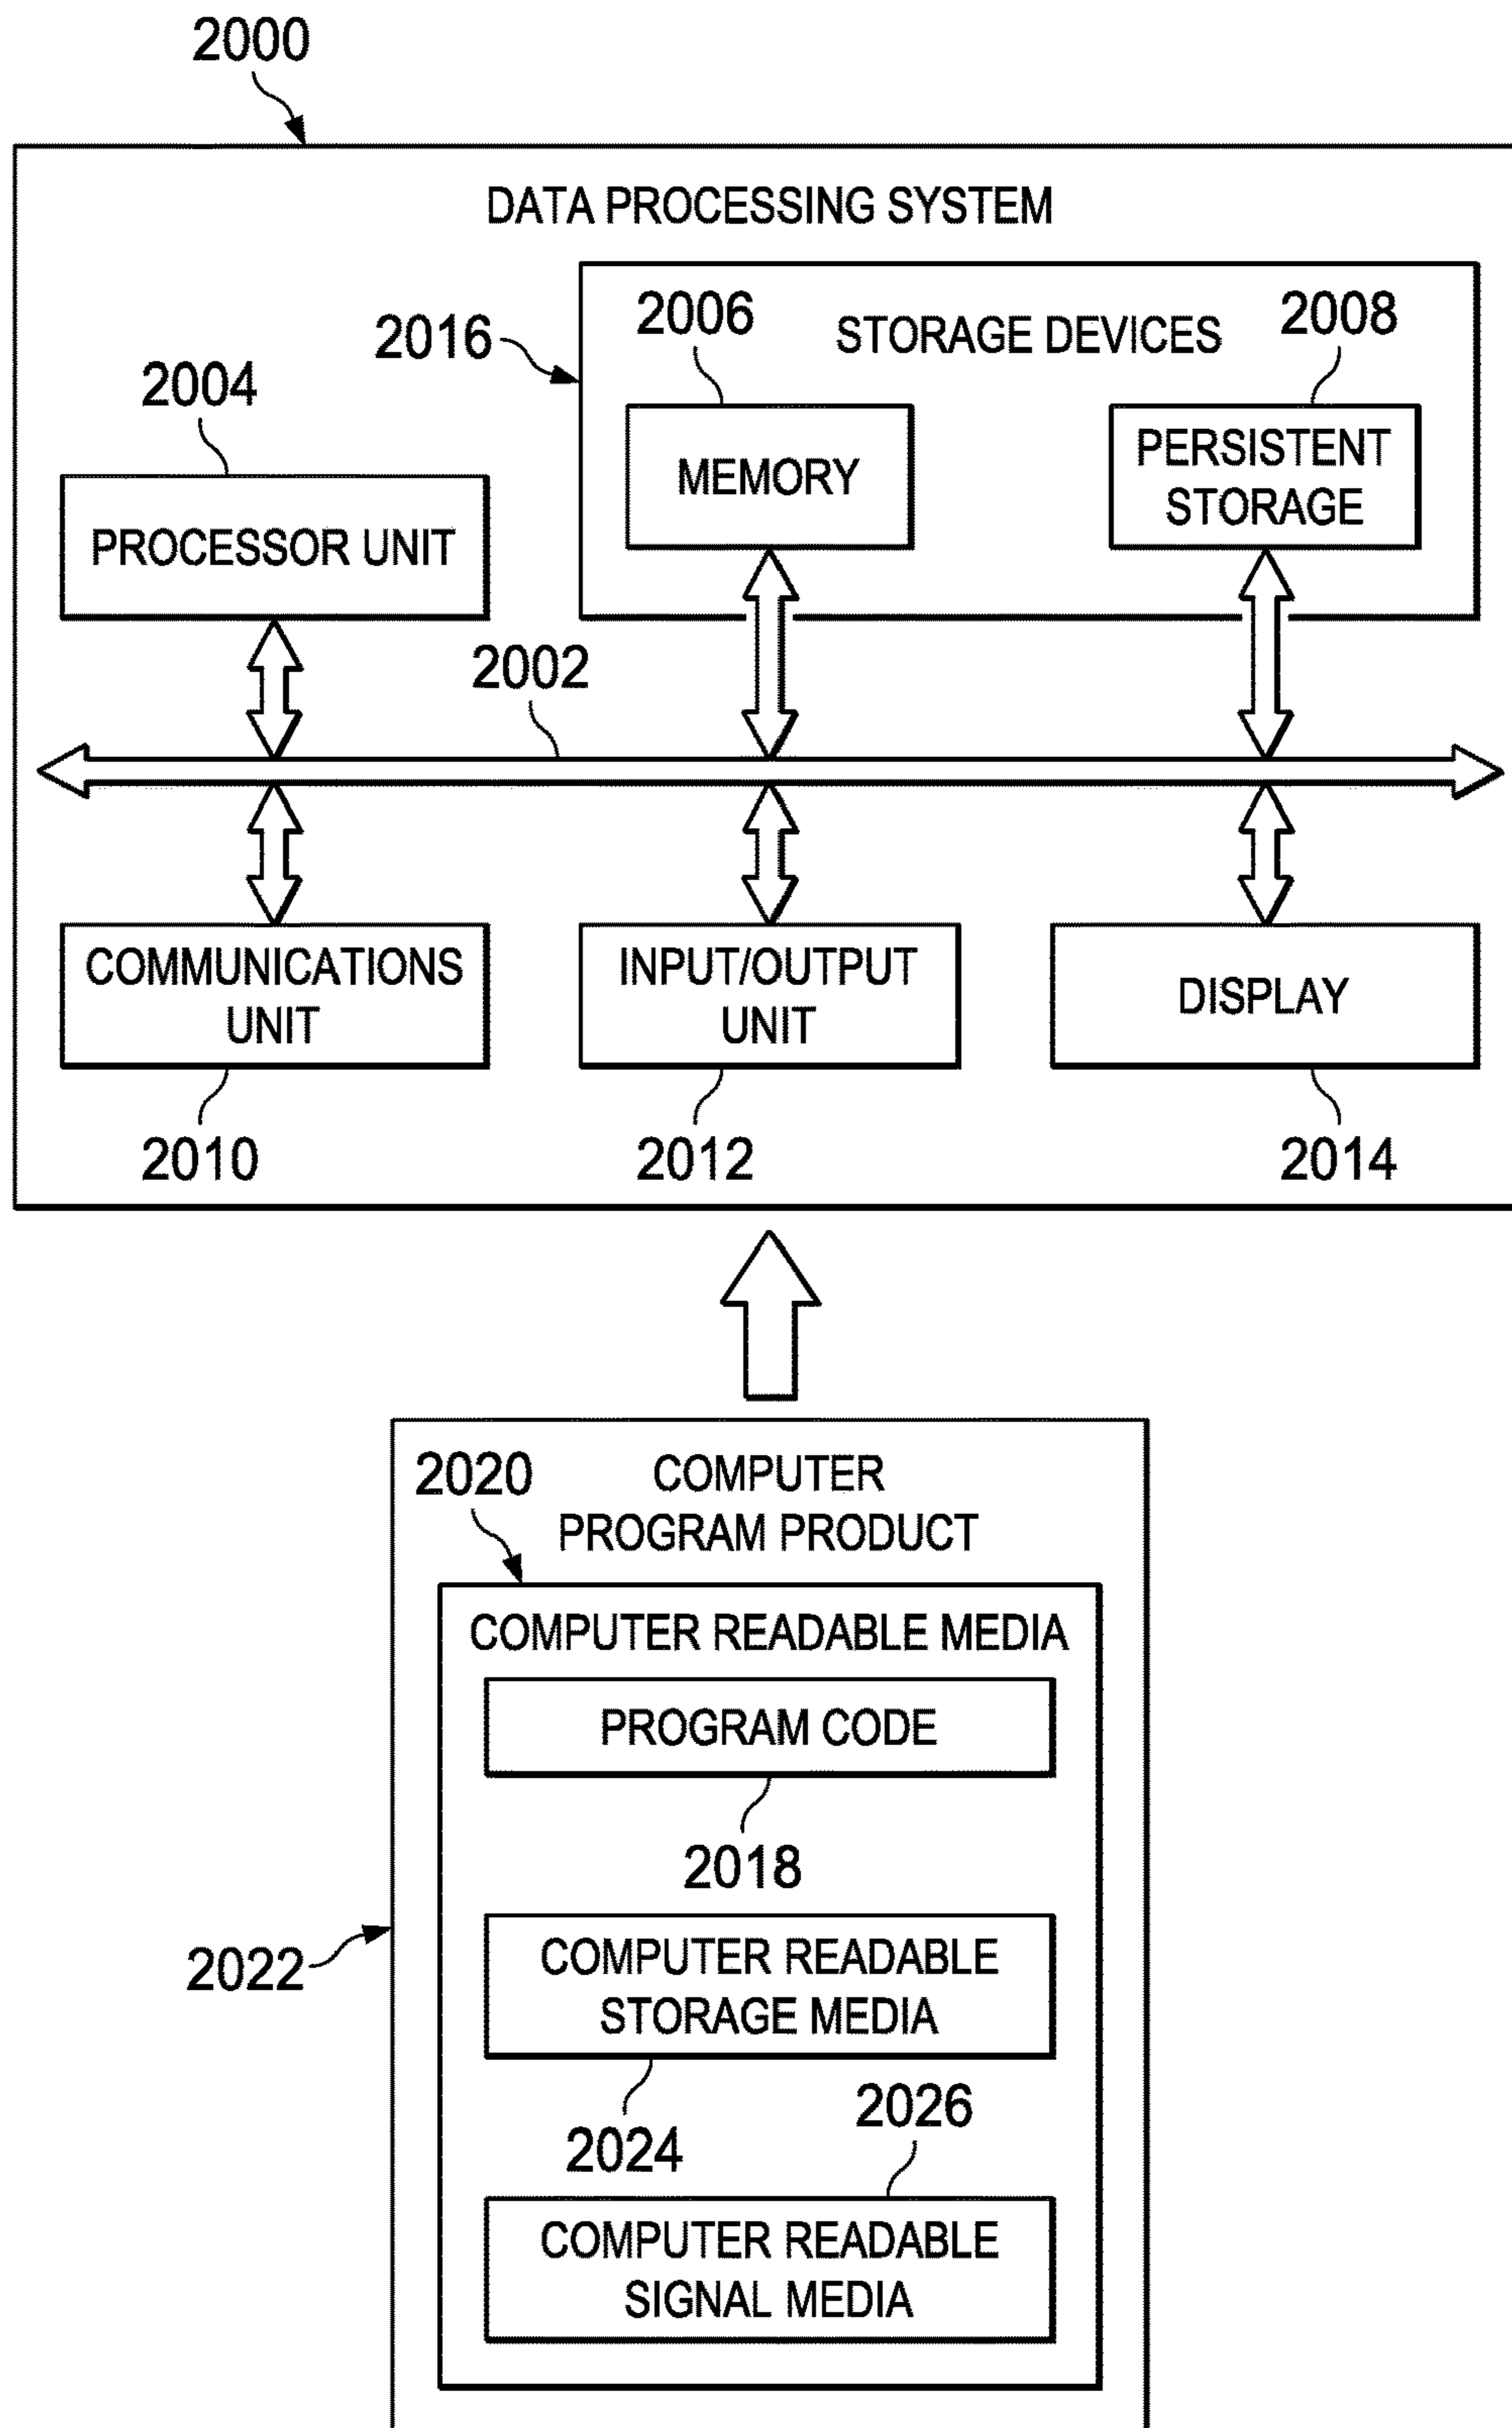 2000
DATA PROCESSING SYSTEM
2016
2006
STORAGE DEVICES
2008
2004
MEMORY
PERSISTENT
STORAGE
PROCESSOR UNIT
2002
COMMUNICATIONS
UNIT
INPUT/OUTPUT
UNIT
DISPLAY
2010
2012
2014
2020
COMPUTER
PROGRAM PRODUCT
COMPUTER READABLE MEDIA
PROGRAM CODE
2018
2022
COMPUTER READABLE
STORAGE MEDIA
2024
2026
COMPUTER READABLE
SIGNAL MEDIA